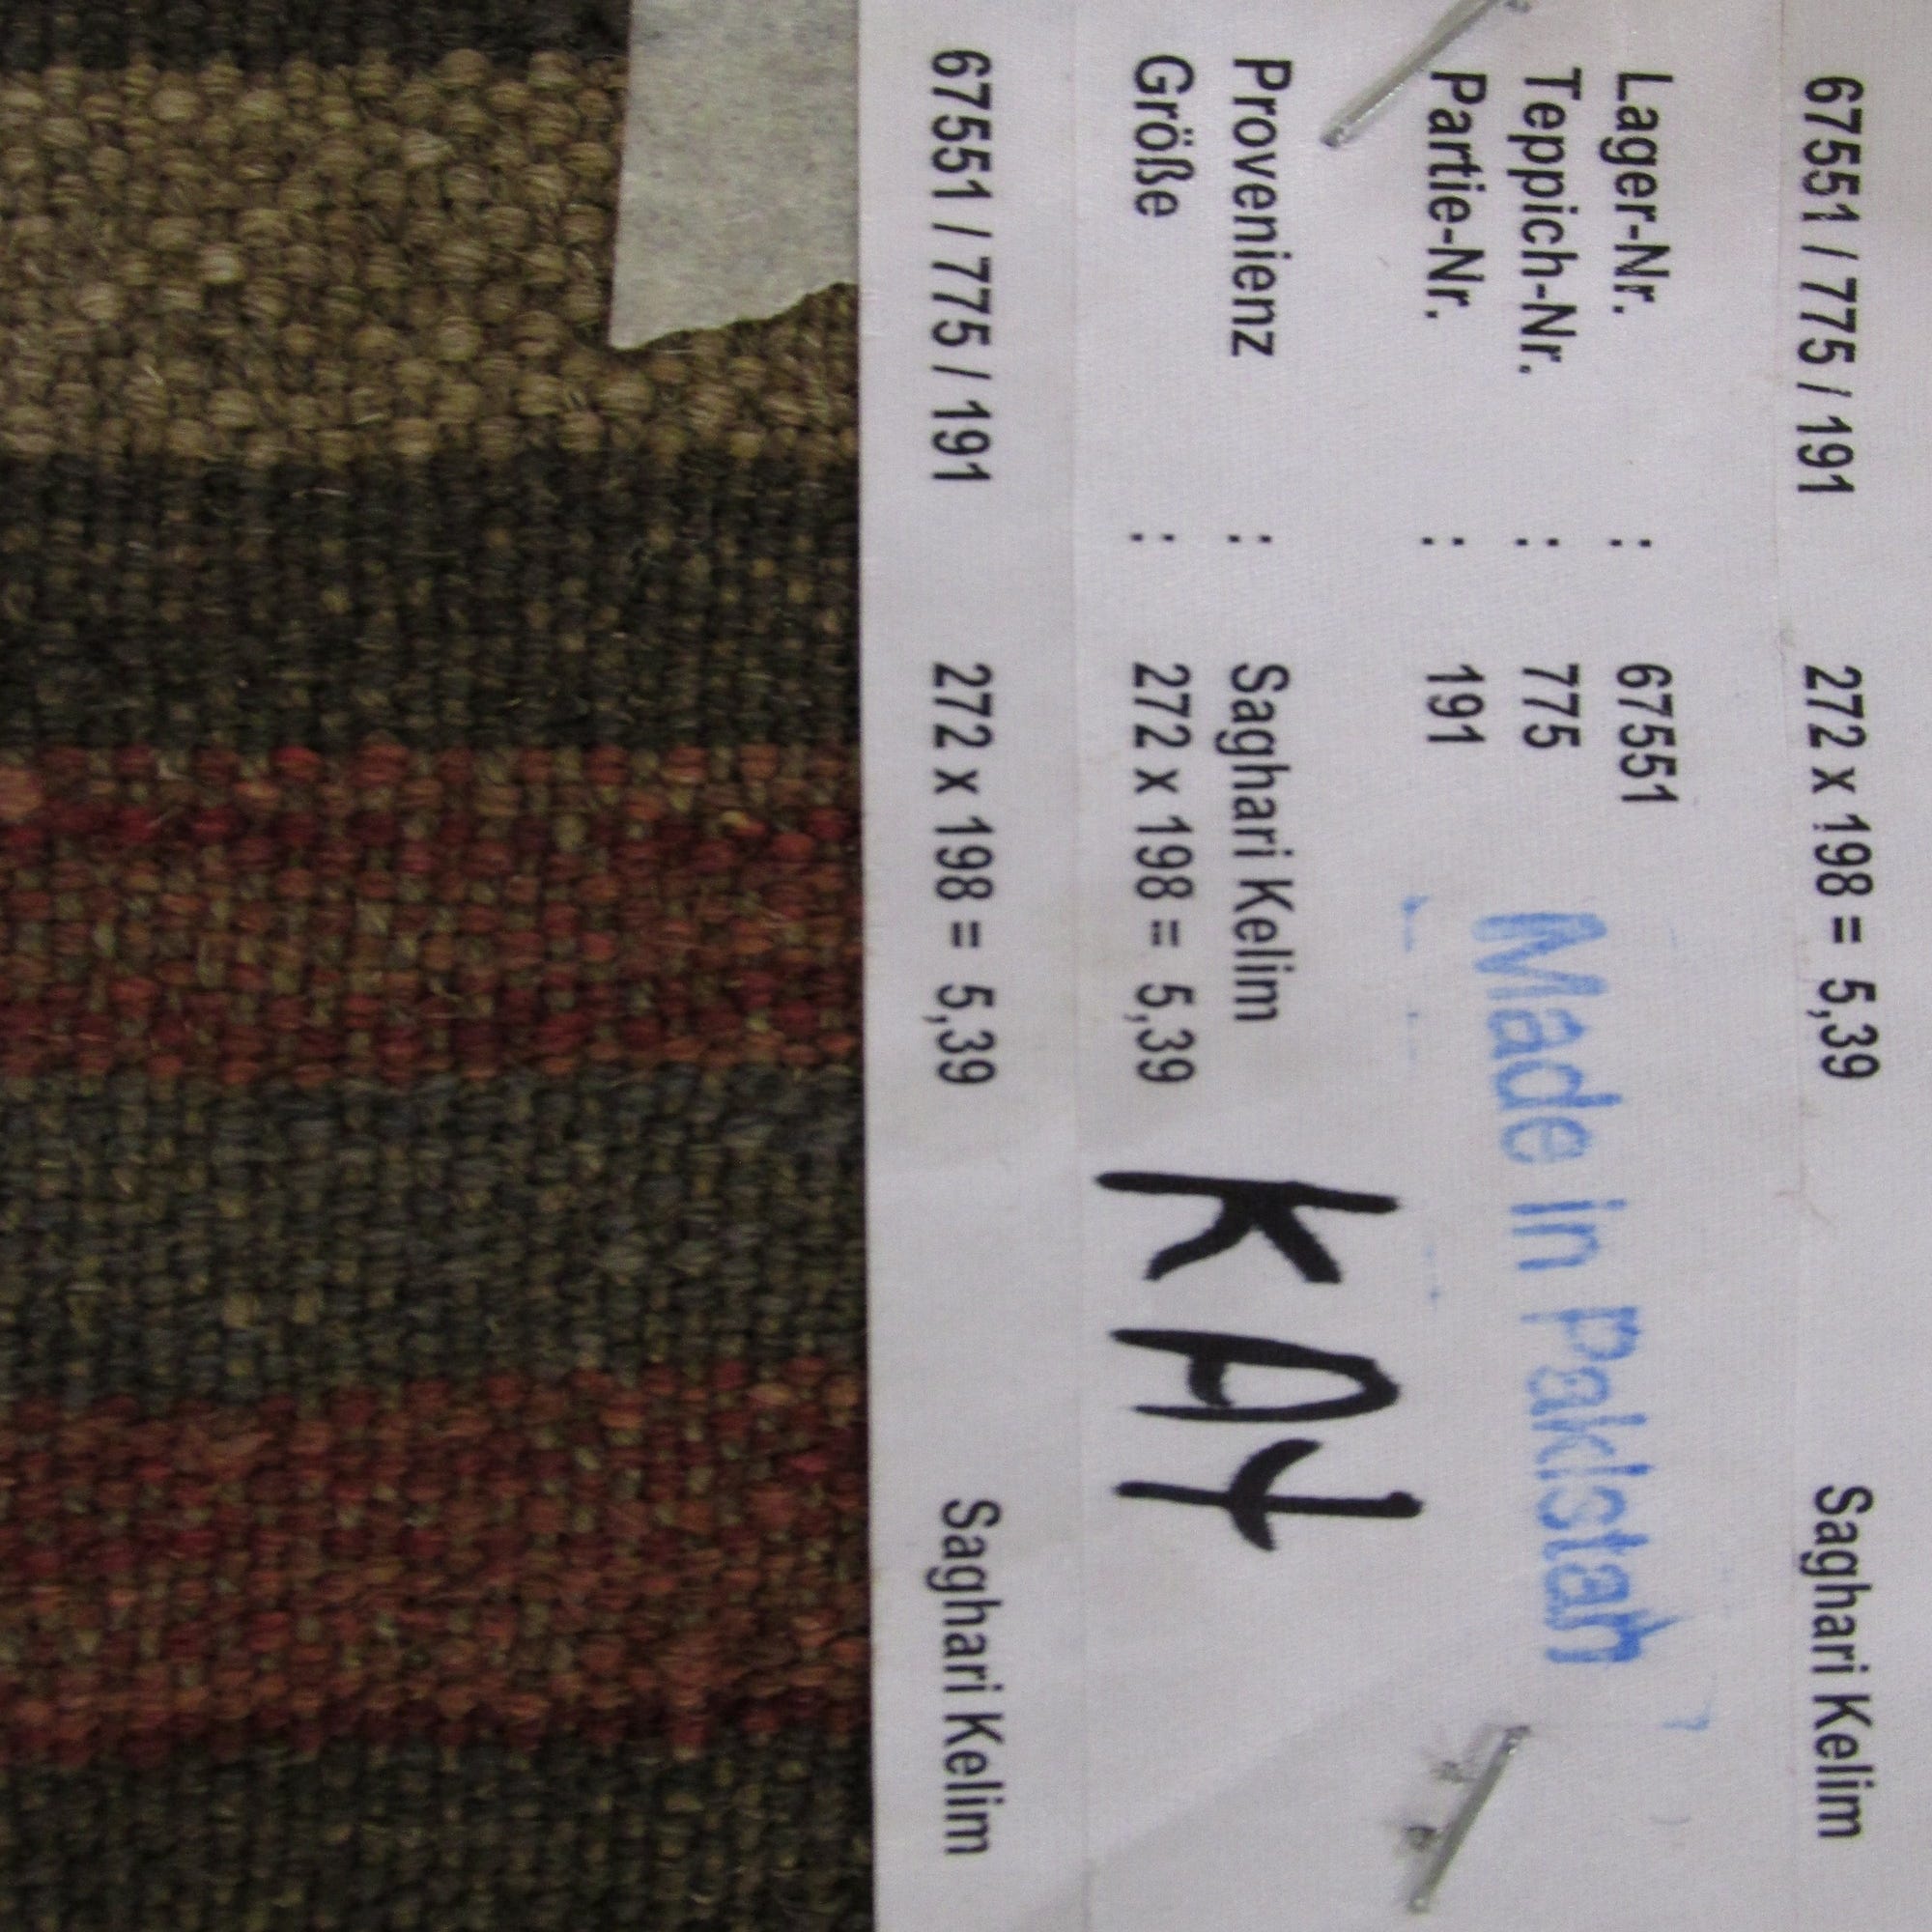 67551 / 775 / 191 272 x 198 = 5,39 Saghari Kelim
Lager-Nr. : 67551
Teppich-Nr. : 775
Partie-Nr. : 191
Made in Pakistan
Provenienz : Saghari Kelim
Größe : 272 x 198 = 5,39
KAY
67551 / 775 / 191 272 x 198 = 5,39 Saghari Kelim